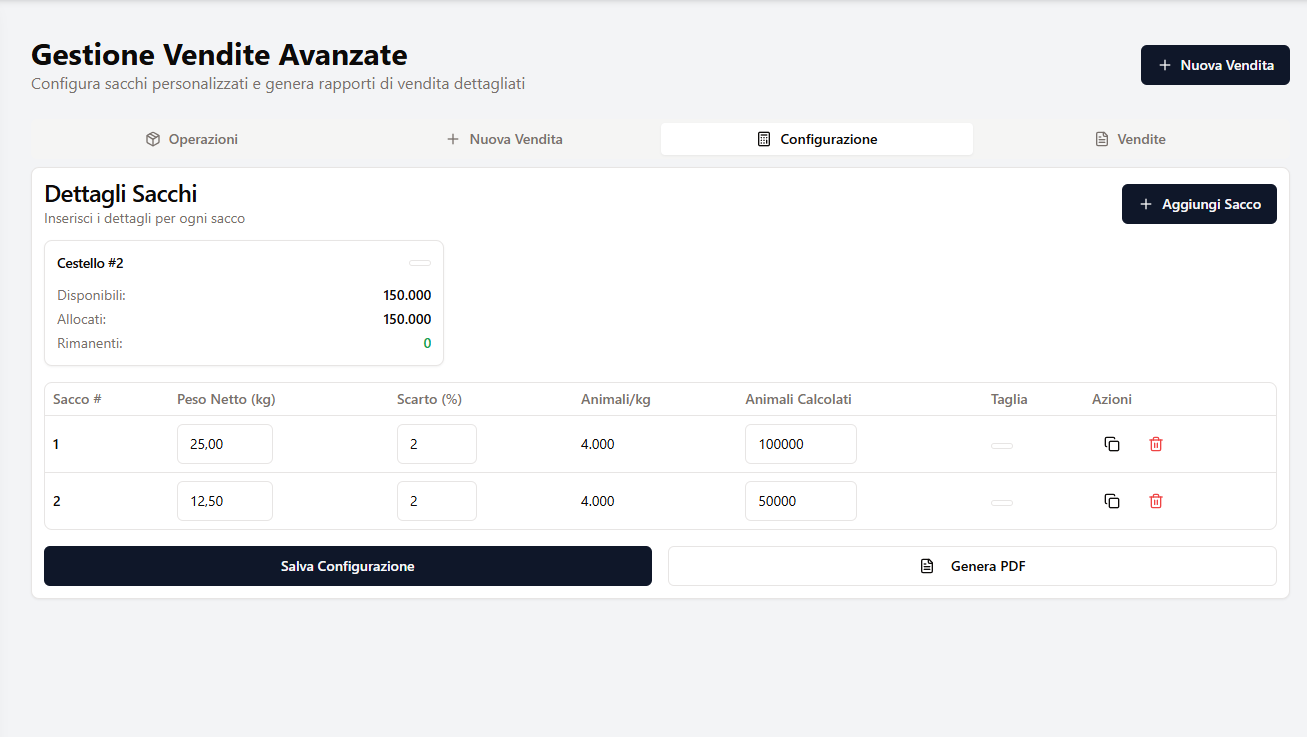 Gestione Vendite Avanzate
Configura sacchi personalizzati e genera rapporti di vendita dettagliati
Nuova Vendita
Operazioni
Nuova Vendita
Configurazione
Vendite
Dettagli Sacchi
Inserisci i dettagli per ogni sacco
Aggiungi Sacco
Cestello #2
Disponibili: 150.000
Allocati: 150.000
Rimanenti: 0
Sacco # Peso Netto (kg) Scarto (%) Animali/kg Animali Calcolati Taglia Azioni
1 25,00 2 4.000 100000
2 12,50 2 4.000 50000
Salva Configurazione
Genera PDF